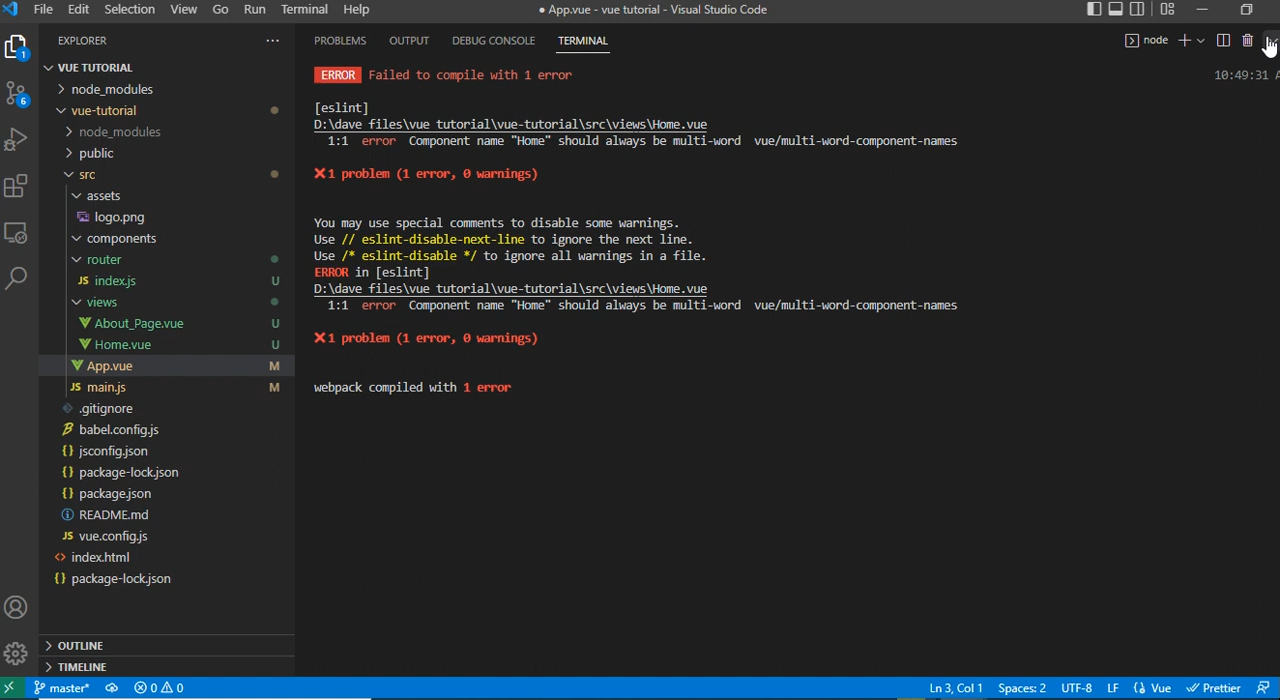 File Edit Selection View Go Run Terminal Help
● App.vue - vue tutorial - Visual Studio Code
EXPLORER
PROBLEMS OUTPUT DEBUG CONSOLE TERMINAL
node
1
6
VUE TUTORIAL
node_modules
vue-tutorial
node_modules
public
src
assets
logo.png
components
router
JS index.js U
views
About_Page.vue U
Home.vue U
App.vue M
JS main.js M
.gitignore
babel.config.js
{} jsconfig.json
{} package-lock.json
{} package.json
README.md
JS vue.config.js
<> index.html
{} package-lock.json
OUTLINE
TIMELINE
ERROR Failed to compile with 1 error 10:49:31 A
[eslint]
D:\dave files\vue tutorial\vue-tutorial\src\views\Home.vue
1:1 error Component name "Home" should always be multi-word vue/multi-word-component-names
✖1 problem (1 error, 0 warnings)
You may use special comments to disable some warnings.
Use // eslint-disable-next-line to ignore the next line.
Use /* eslint-disable */ to ignore all warnings in a file.
ERROR in [eslint]
D:\dave files\vue tutorial\vue-tutorial\src\views\Home.vue
1:1 error Component name "Home" should always be multi-word vue/multi-word-component-names
✖1 problem (1 error, 0 warnings)
webpack compiled with 1 error
master* 0 0 Ln 3, Col 1 Spaces: 2 UTF-8 LF {} Vue Prettier